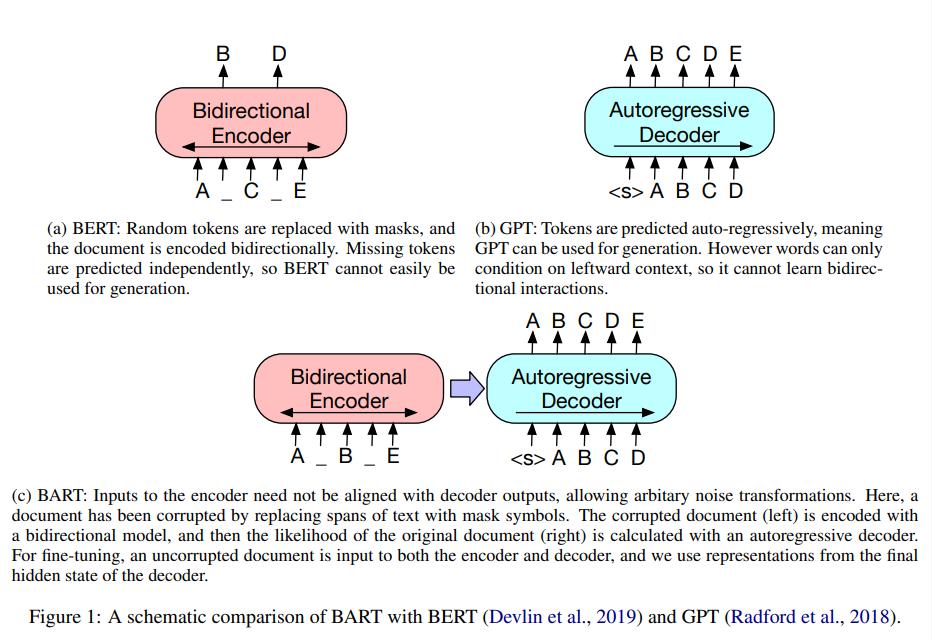 B D
Bidirectional
Encoder
A _ C _ E
(a) BERT: Random tokens are replaced with masks, and
the document is encoded bidirectionally. Missing tokens
are predicted independently, so BERT cannot easily be
used for generation.
A B C D E
Autoregressive
Decoder
<s> A B C D
(b) GPT: Tokens are predicted auto-regressively, meaning
GPT can be used for generation. However words can only
condition on leftward context, so it cannot learn bidirec-
tional interactions.
Bidirectional
Encoder
A _ B _ E
A B C D E
Autoregressive
Decoder
<s> A B C D
(c) BART: Inputs to the encoder need not be aligned with decoder outputs, allowing arbitary noise transformations. Here, a
document has been corrupted by replacing spans of text with mask symbols. The corrupted document (left) is encoded with
a bidirectional model, and then the likelihood of the original document (right) is calculated with an autoregressive decoder.
For fine-tuning, an uncorrupted document is input to both the encoder and decoder, and we use representations from the final
hidden state of the decoder.
Figure 1: A schematic comparison of BART with BERT (Devlin et al., 2019) and GPT (Radford et al., 2018).